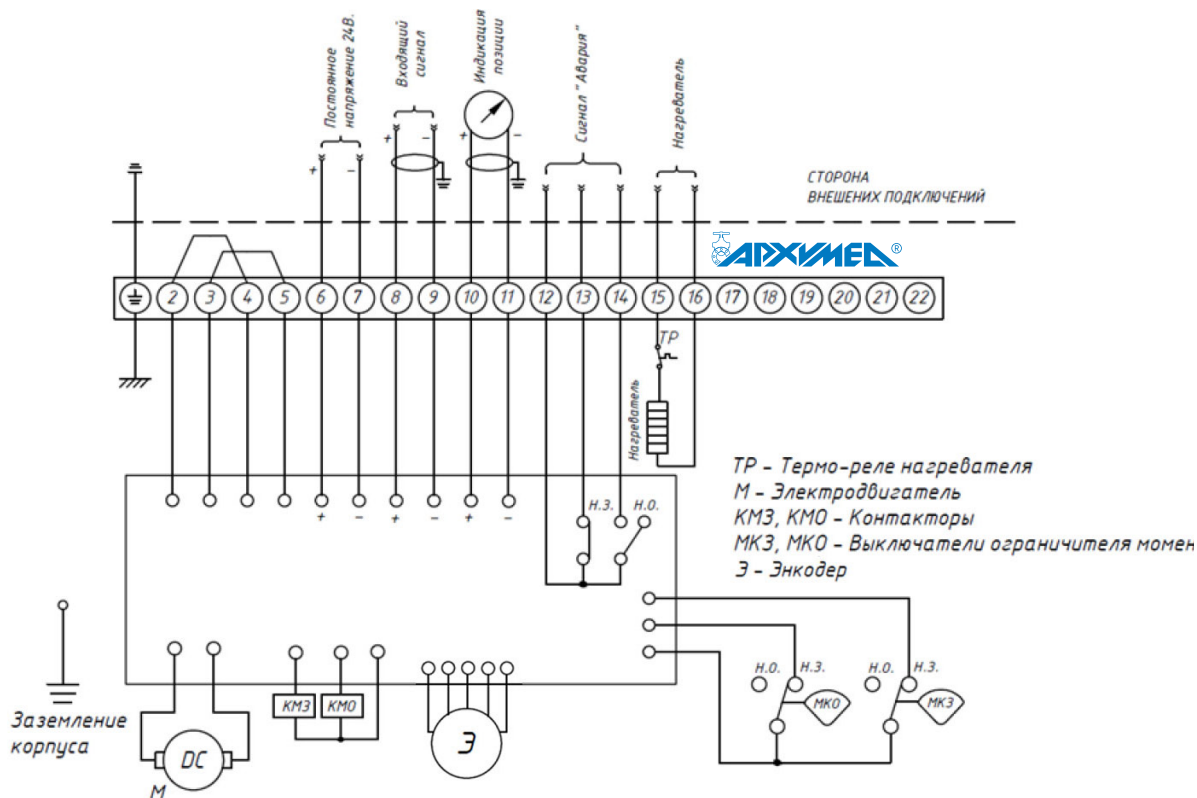 Постоянное
напряжение 24В.
Входящий
сигнал
Индикация
позиции
Сигнал "Авария"
Нагреватель
+ − + − + −
СТОРОНА
ВНЕШЕНИХ ПОДКЛЮЧЕНИЙ
АРХИМЕД®
2 3 4 5 6 7 8 9 10 11 12 13 14 15 16 17 18 19 20 21 22
ТР
Нагреватель
ТР - Термо-реле нагревателя
М - Электродвигатель
КМЗ, КМО - Контакторы
МКЗ, МКО - Выключатели ограничителя момен
Э - Энкодер
+ − + − + −
Н.З. Н.О.
Н.О. Н.З. Н.О. Н.З.
МКО МКЗ
КМЗ КМО
Заземление
корпуса
DC
М
Э